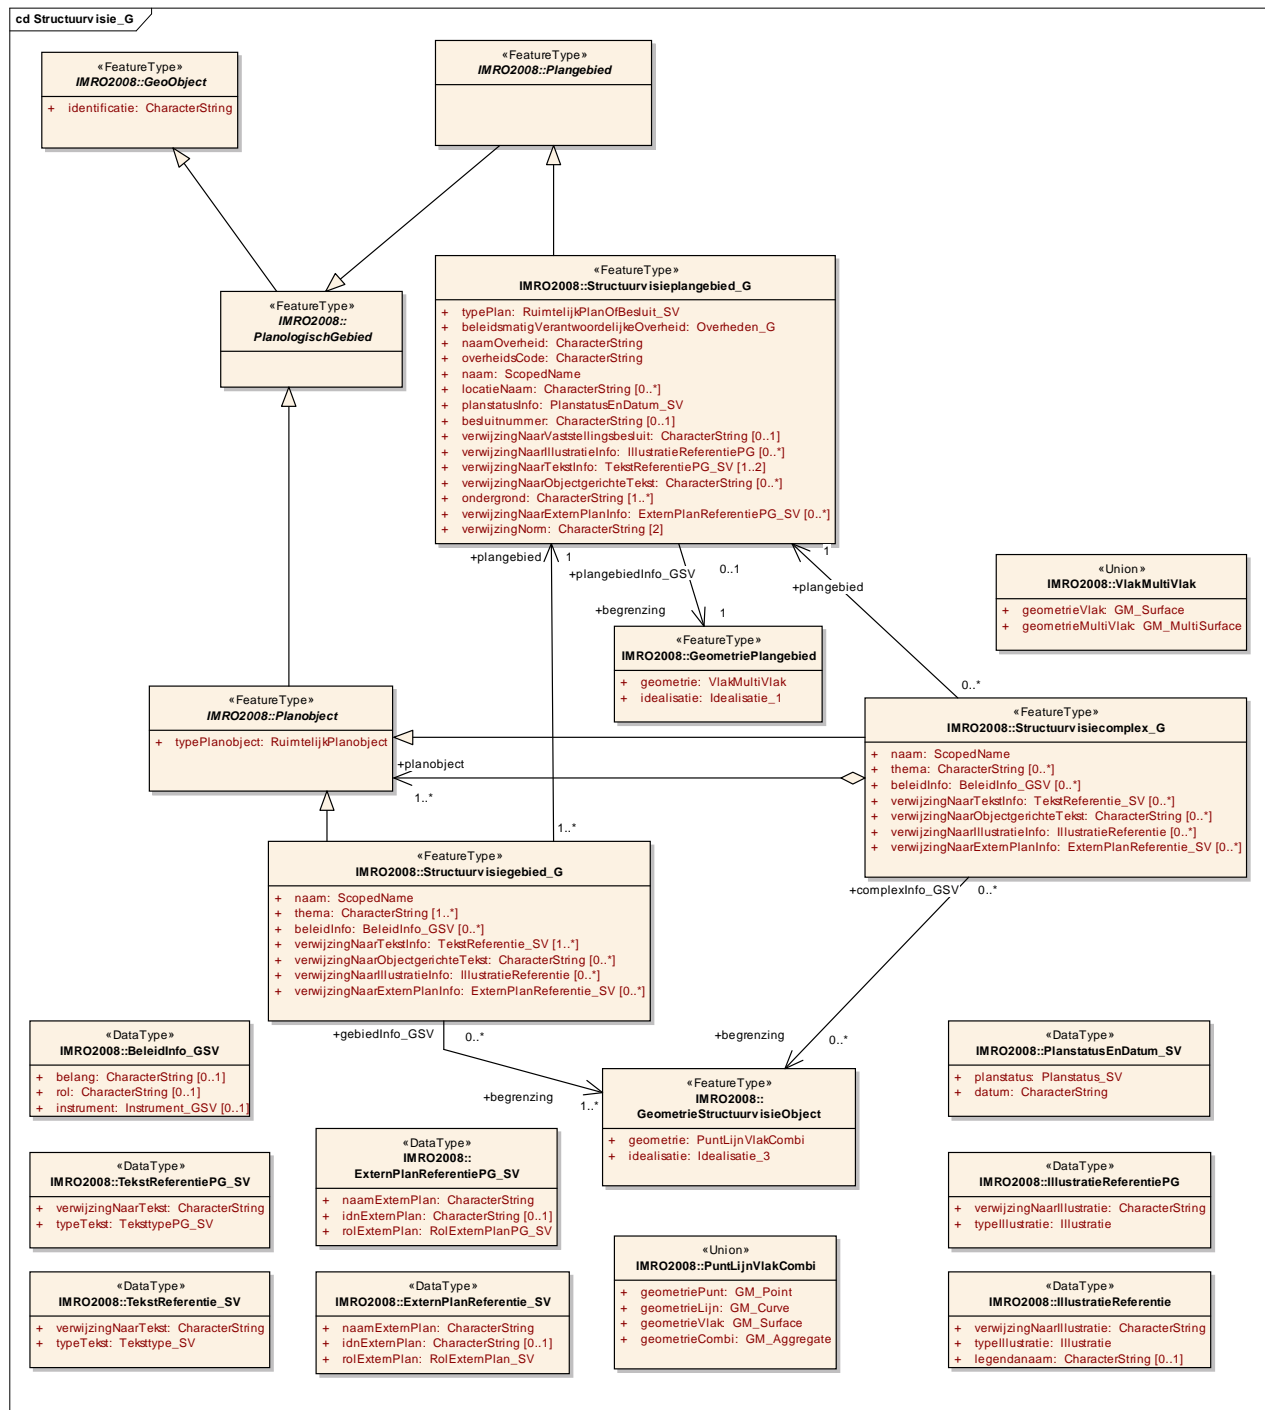 cd Structuurvisie_G
«FeatureType»
IMRO2008::GeoObject
+ identificatie: CharacterString
«FeatureType»
IMRO2008::Plangebied
«FeatureType»
IMRO2008::
PlanologischGebied
«FeatureType»
IMRO2008::Structuurvisieplangebied_G
+ typePlan: RuimtelijkPlanOfBesluit_SV
+ beleidsmatigVerantwoordelijkeOverheid: Overheden_G
+ naamOverheid: CharacterString
+ overheidsCode: CharacterString
+ naam: ScopedName
+ locatieNaam: CharacterString [0..*]
+ planstatusInfo: PlanstatusEnDatum_SV
+ besluitnummer: CharacterString [0..1]
+ verwijzingNaarVaststellingsbesluit: CharacterString [0..1]
+ verwijzingNaarIllustratieInfo: IllustratieReferentiePG [0..*]
+ verwijzingNaarTekstInfo: TekstReferentiePG_SV [1..2]
+ verwijzingNaarObjectgerichteTekst: CharacterString [0..*]
+ ondergrond: CharacterString [1..*]
+ verwijzingNaarExternPlanInfo: ExternPlanReferentiePG_SV [0..*]
+ verwijzingNorm: CharacterString [2]
+plangebied
1
+plangebiedInfo_GSV
0..1
+begrenzing
1
1
+plangebied
0..*
«Union»
IMRO2008::VlakMultiVlak
+ geometrieVlak: GM_Surface
+ geometrieMultiVlak: GM_MultiSurface
«FeatureType»
IMRO2008::GeometriePlangebied
+ geometrie: VlakMultiVlak
+ idealisatie: Idealisatie_1
«FeatureType»
IMRO2008::Planobject
+ typePlanobject: RuimtelijkPlanobject
+planobject
1..*
«FeatureType»
IMRO2008::Structuurvisiecomplex_G
+ naam: ScopedName
+ thema: CharacterString [0..*]
+ beleidInfo: BeleidInfo_GSV [0..*]
+ verwijzingNaarTekstInfo: TekstReferentie_SV [0..*]
+ verwijzingNaarObjectgerichteTekst: CharacterString [0..*]
+ verwijzingNaarIllustratieInfo: IllustratieReferentie [0..*]
+ verwijzingNaarExternPlanInfo: ExternPlanReferentie_SV [0..*]
1..*
«FeatureType»
IMRO2008::Structuurvisiegebied_G
+ naam: ScopedName
+ thema: CharacterString [1..*]
+ beleidInfo: BeleidInfo_GSV [0..*]
+ verwijzingNaarTekstInfo: TekstReferentie_SV [1..*]
+ verwijzingNaarObjectgerichteTekst: CharacterString [0..*]
+ verwijzingNaarIllustratieInfo: IllustratieReferentie [0..*]
+ verwijzingNaarExternPlanInfo: ExternPlanReferentie_SV [0..*]
+complexInfo_GSV
0..*
+gebiedInfo_GSV
0..*
+begrenzing
1..*
+begrenzing
0..*
«FeatureType»
IMRO2008::
GeometrieStructuurvisieObject
+ geometrie: PuntLijnVlakCombi
+ idealisatie: Idealisatie_3
«DataType»
IMRO2008::BeleidInfo_GSV
+ belang: CharacterString [0..1]
+ rol: CharacterString [0..1]
+ instrument: Instrument_GSV [0..1]
«DataType»
IMRO2008::PlanstatusEnDatum_SV
+ planstatus: Planstatus_SV
+ datum: CharacterString
«DataType»
IMRO2008::TekstReferentiePG_SV
+ verwijzingNaarTekst: CharacterString
+ typeTekst: TeksttypePG_SV
«DataType»
IMRO2008::
ExternPlanReferentiePG_SV
+ naamExternPlan: CharacterString
+ idnExternPlan: CharacterString [0..1]
+ rolExternPlan: RolExternPlanPG_SV
«DataType»
IMRO2008::IllustratieReferentiePG
+ verwijzingNaarIllustratie: CharacterString
+ typeIllustratie: Illustratie
«DataType»
IMRO2008::TekstReferentie_SV
+ verwijzingNaarTekst: CharacterString
+ typeTekst: Teksttype_SV
«DataType»
IMRO2008::ExternPlanReferentie_SV
+ naamExternPlan: CharacterString
+ idnExternPlan: CharacterString [0..1]
+ rolExternPlan: RolExternPlan_SV
«Union»
IMRO2008::PuntLijnVlakCombi
+ geometriePunt: GM_Point
+ geometrieLijn: GM_Curve
+ geometrieVlak: GM_Surface
+ geometrieCombi: GM_Aggregate
«DataType»
IMRO2008::IllustratieReferentie
+ verwijzingNaarIllustratie: CharacterString
+ typeIllustratie: Illustratie
+ legendanaam: CharacterString [0..1]